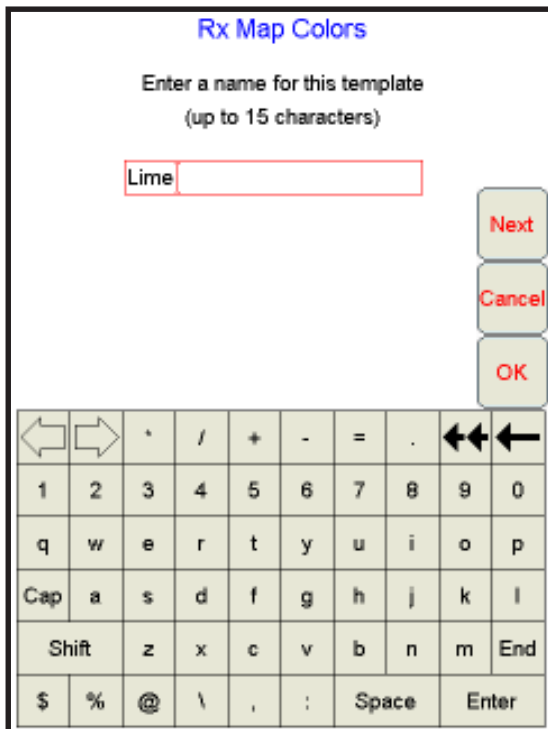 Rx Map Colors
Enter a name for this template
(up to 15 characters)
Lime
Next
Cancel
OK
* / + - = .
1 2 3 4 5 6 7 8 9 0
q w e r t y u i o p
Cap a s d f g h j k l
Shift z x c v b n m End
$ % @ \ , : Space Enter